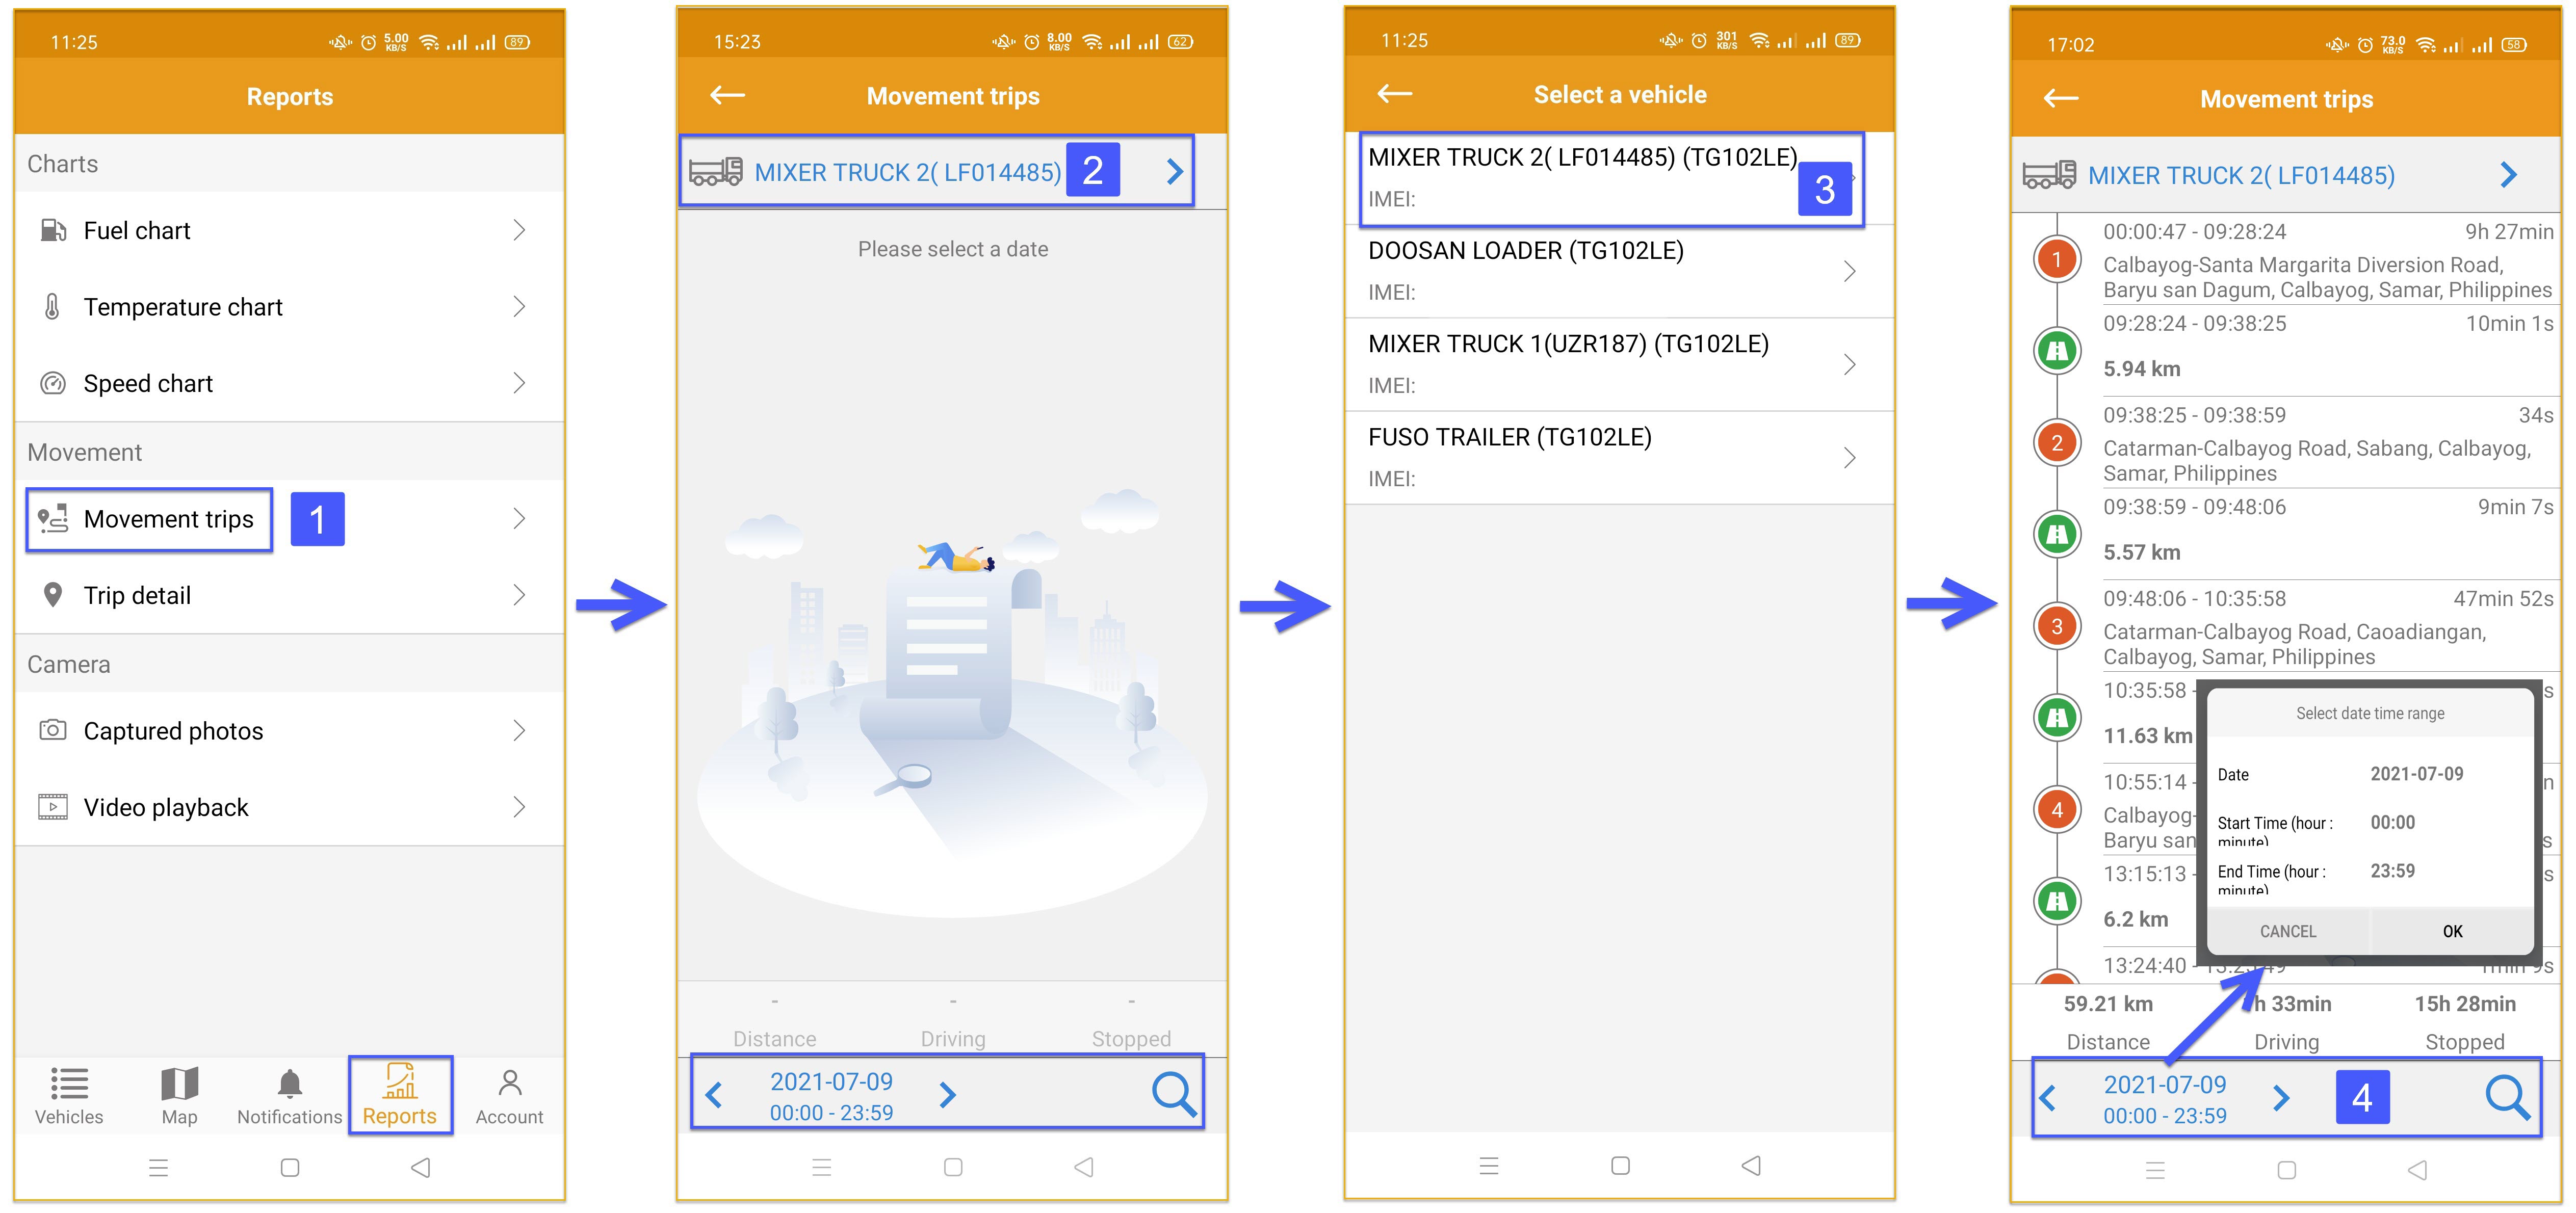 11:25
5.00
KB/S
89
Reports
Charts
Fuel chart
Temperature chart
Speed chart
Movement
Movement trips
1
Trip detail
Camera
Captured photos
Video playback
Vehicles
Map
Notifications
Reports
Account
15:23
8.00
KB/S
62
Movement trips
MIXER TRUCK 2( LF014485)
2
Please select a date
-
-
-
Distance
Driving
Stopped
2021-07-09
00:00 - 23:59
11:25
301
KB/S
89
Select a vehicle
MIXER TRUCK 2( LF014485) (TG102LE)
IMEI:
3
DOOSAN LOADER (TG102LE)
IMEI:
MIXER TRUCK 1(UZR187) (TG102LE)
IMEI:
FUSO TRAILER (TG102LE)
IMEI:
17:02
73.0
KB/S
58
Movement trips
MIXER TRUCK 2( LF014485)
00:00:47 - 09:28:24 9h 27min
1
Calbayog-Santa Margarita Diversion Road,
Baryu san Dagum, Calbayog, Samar, Philippines
09:28:24 - 09:38:25 10min 1s
5.94 km
09:38:25 - 09:38:59 34s
2
Catarman-Calbayog Road, Sabang, Calbayog,
Samar, Philippines
09:38:59 - 09:48:06 9min 7s
5.57 km
09:48:06 - 10:35:58 47min 52s
3
Catarman-Calbayog Road, Caoadiangan,
Calbayog, Samar, Philippines
10:35:58 - s
11.63 km
10:55:14 - n
4
Calbayog-
Baryu san s
13:15:13 - s
6.2 km
13:24:40 -
Select date time range
Date 2021-07-09
Start Time (hour : 00:00
minute)
End Time (hour : 23:59
minute)
CANCEL
OK
59.21 km
h 33min
15h 28min
Distance
Driving
Stopped
2021-07-09
00:00 - 23:59
4